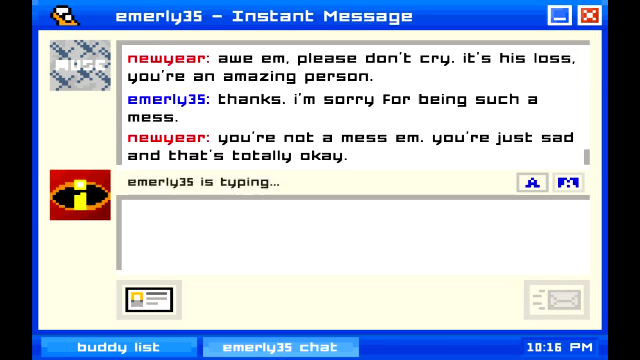 emerly35 - Instant Message
MUSE
newyear: awe em, please don't cry. it's his loss,
you're an amazing person.
emerly35: thanks. i'm sorry for being such a
mess.
newyear: you're not a mess em. you're just sad
and that's totally okay.
emerly35 is typing...
A
buddy list
emerly35 chat
10:16 PM